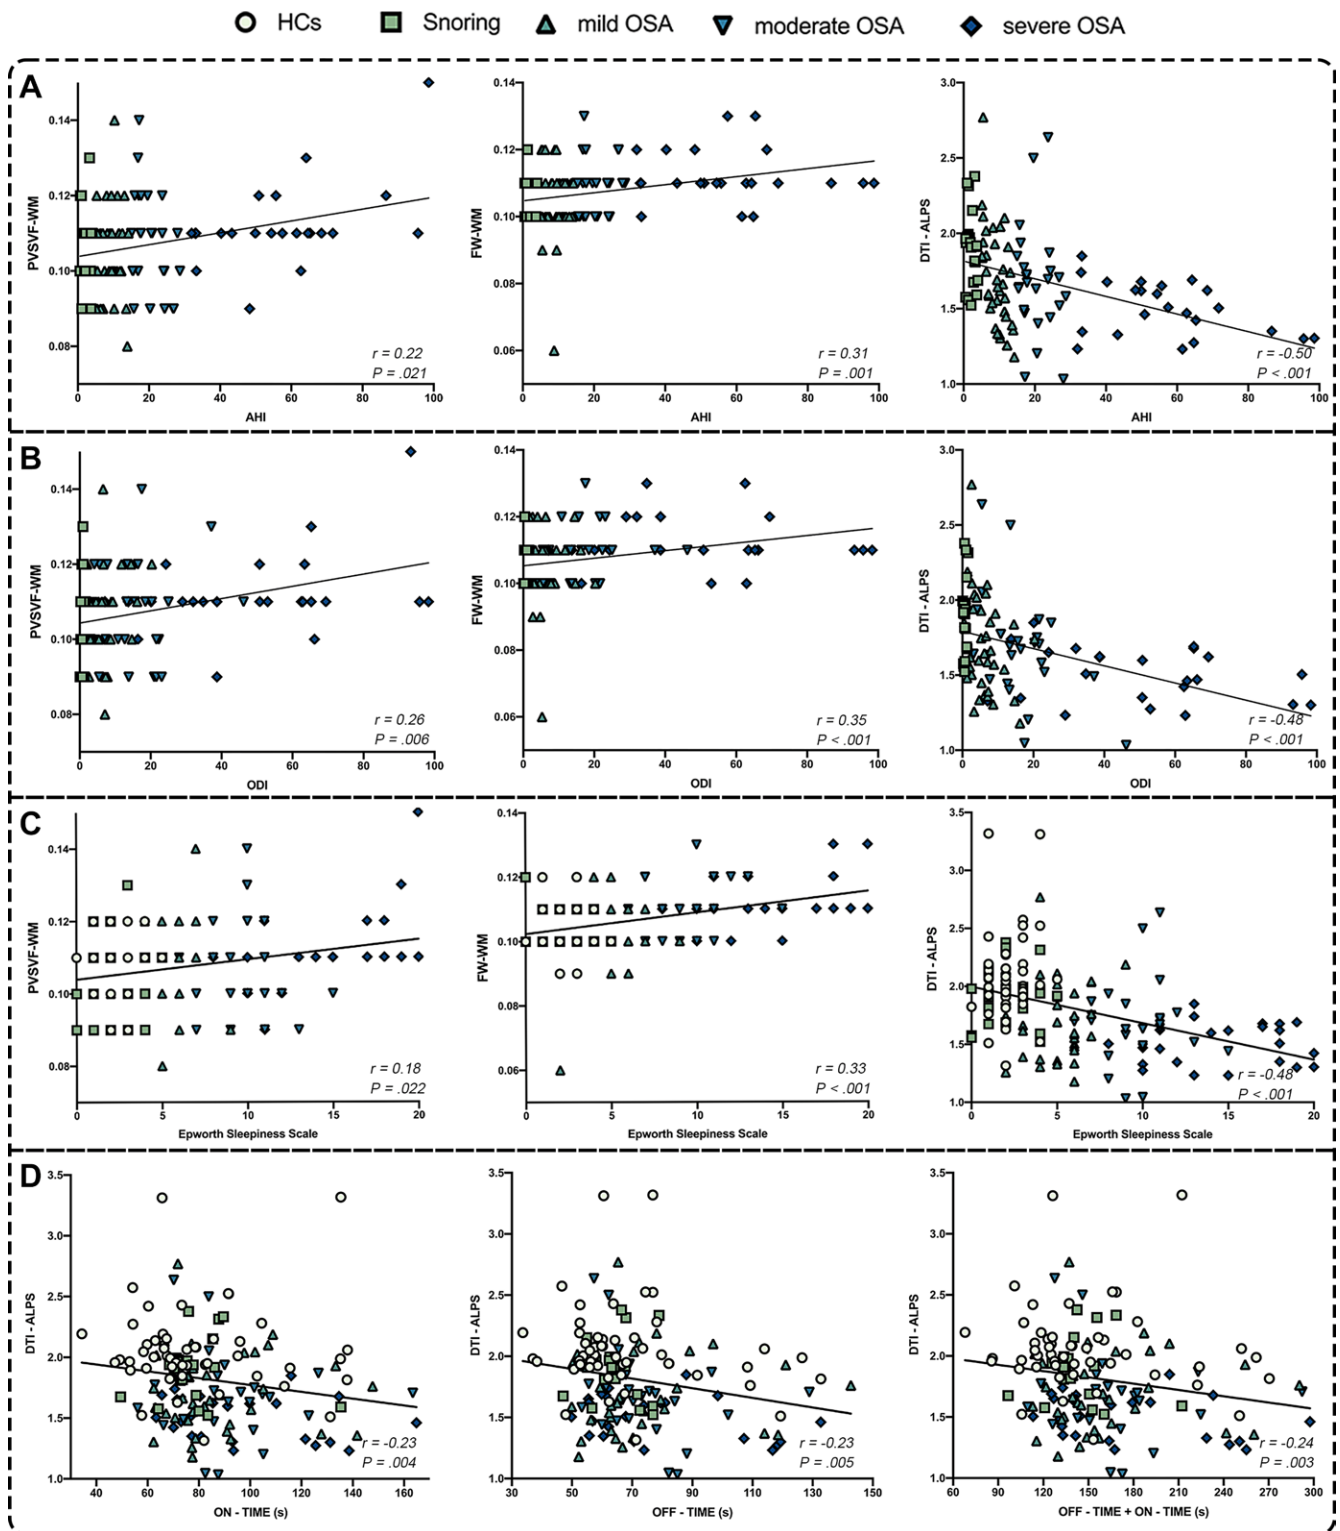 HCs Snoring mild OSA moderate OSA severe OSA
A
PVSVF-WM
0.14
0.12
0.10
0.08
0 20 40 60 80 100
AHI
r = 0.22
P = .021
FW-WM
0.14
0.12
0.10
0.08
0.06
0 20 40 60 80 100
AHI
r = 0.31
P = .001
DTI - ALPS
3.0
2.5
2.0
1.5
1.0
0 20 40 60 80 100
AHI
r = -0.50
P < .001
B
PVSVF-WM
0.14
0.12
0.10
0.08
0 20 40 60 80 100
ODI
r = 0.26
P = .006
FW-WM
0.14
0.12
0.10
0.08
0.06
0 20 40 60 80 100
ODI
r = 0.35
P < .001
DTI - ALPS
3.0
2.5
2.0
1.5
1.0
0 20 40 60 80 100
ODI
r = -0.48
P < .001
C
PVSVF-WM
0.14
0.12
0.10
0.08
0 5 10 15 20
Epworth Sleepiness Scale
r = 0.18
P = .022
FW-WM
0.14
0.12
0.10
0.08
0.06
0 5 10 15 20
Epworth Sleepiness Scale
r = 0.33
P < .001
DTI - ALPS
3.5
3.0
2.5
2.0
1.5
1.0
0 5 10 15 20
Epworth Sleepiness Scale
r = -0.48
P < .001
D
DTI - ALPS
3.5
3.0
2.5
2.0
1.5
1.0
40 60 80 100 120 140 160
ON - TIME (s)
r = -0.23
P = .004
DTI - ALPS
3.5
3.0
2.5
2.0
1.5
1.0
30 50 70 90 110 130 150
OFF - TIME (s)
r = -0.23
P = .005
DTI - ALPS
3.5
3.0
2.5
2.0
1.5
1.0
60 90 120 150 180 210 240 270 300
OFF - TIME + ON - TIME (s)
r = -0.24
P = .003